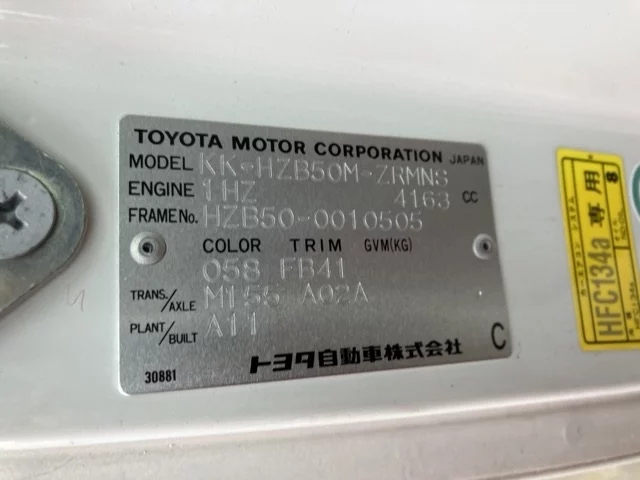 TOYOTA MOTOR CORPORATION JAPAN
MODEL KK-HZB50M-ZRMNS
ENGINE 1HZ 4163 CC
FRAME No. HZB50-0010505
COLOR TRIM GVM(KG)
058 FB41
TRANS./AXLE M155 A02A
PLANT/BUILT A11
C
トヨタ自動車株式会社
30881
HFC134a 専用
8